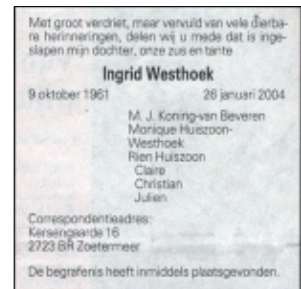 Met groot verdriet, maar vervuld van vele dierba-
re herinneringen, delen wij u mede dat is inge-
slapen mijn dochter, onze zus en tante
Ingrid Westhoek
9 oktober 1961 26 januari 2004
M. J. Koning-van Beveren
Monique Huiszoon-
Westhoek
Rien Huiszoon
Claire
Christian
Julien
Correspondentieadres:
Kersengaarde 16
2723 BR Zoetermeer
De begrafenis heeft inmiddels plaatsgevonden.